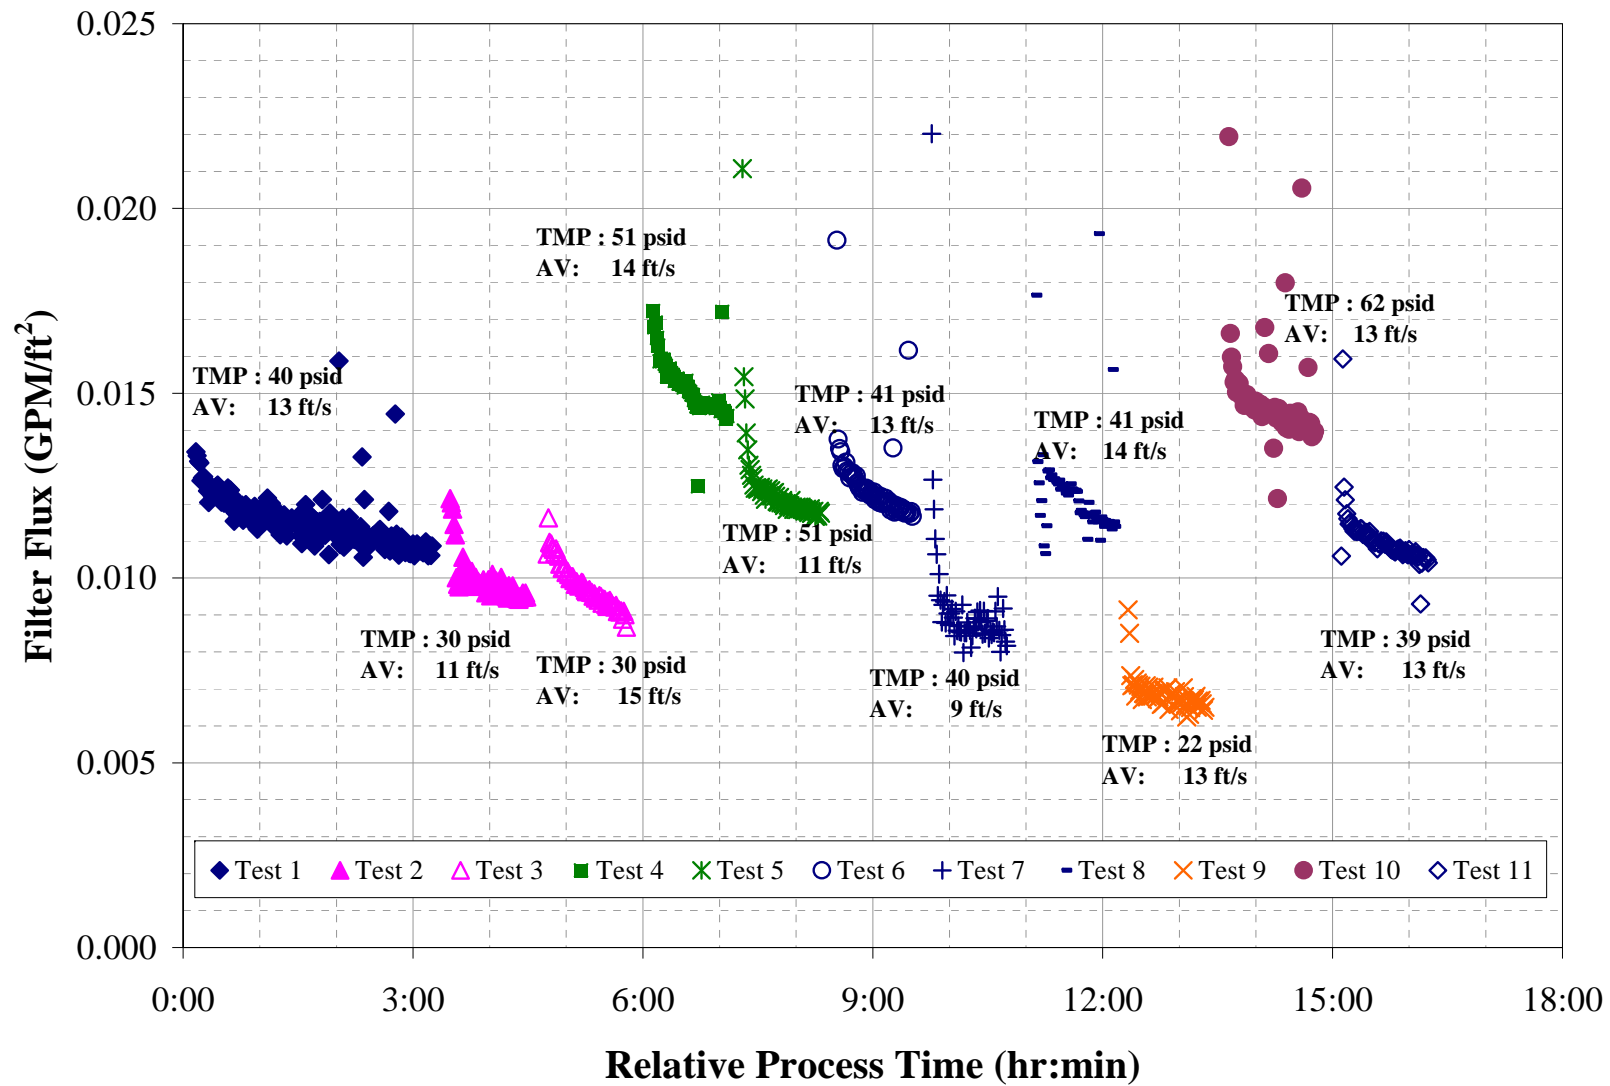 0.025
0.020
0.015
0.010
0.005
0.000
Filter Flux (GPM/ft²)
TMP : 40 psid
AV: 13 ft/s
TMP : 30 psid
AV: 11 ft/s
TMP : 30 psid
AV: 15 ft/s
TMP : 51 psid
AV: 14 ft/s
TMP : 51 psid
AV: 11 ft/s
TMP : 41 psid
AV: 13 ft/s
TMP : 40 psid
AV: 9 ft/s
TMP : 41 psid
AV: 14 ft/s
TMP : 22 psid
AV: 13 ft/s
TMP : 62 psid
AV: 13 ft/s
TMP : 39 psid
AV: 13 ft/s
Test 1 Test 2 Test 3 Test 4 Test 5 Test 6 Test 7 Test 8 Test 9 Test 10 Test 11
0:00 3:00 6:00 9:00 12:00 15:00 18:00
Relative Process Time (hr:min)